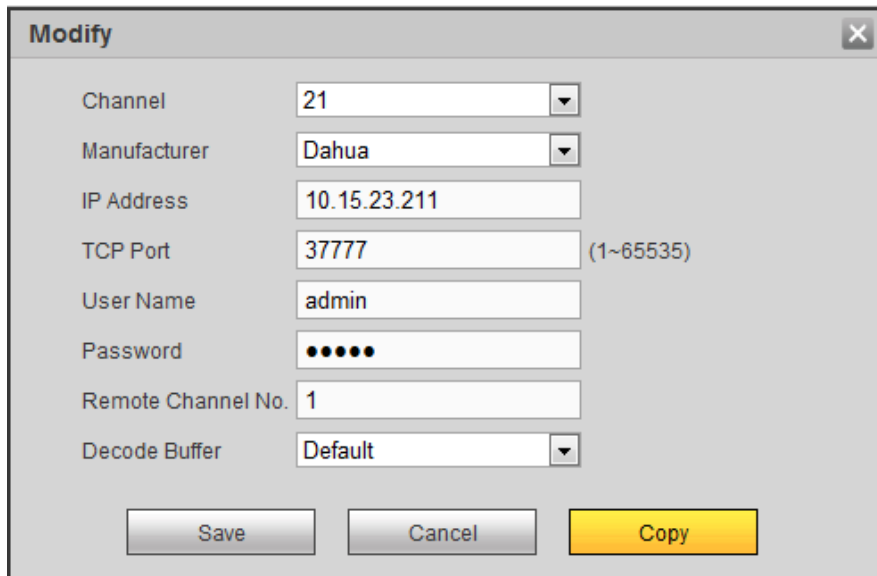 Modify
Channel 21
Manufacturer Dahua
IP Address 10.15.23.211
TCP Port 37777 (1~65535)
User Name admin
Password •••••
Remote Channel No. 1
Decode Buffer Default
Save Cancel Copy